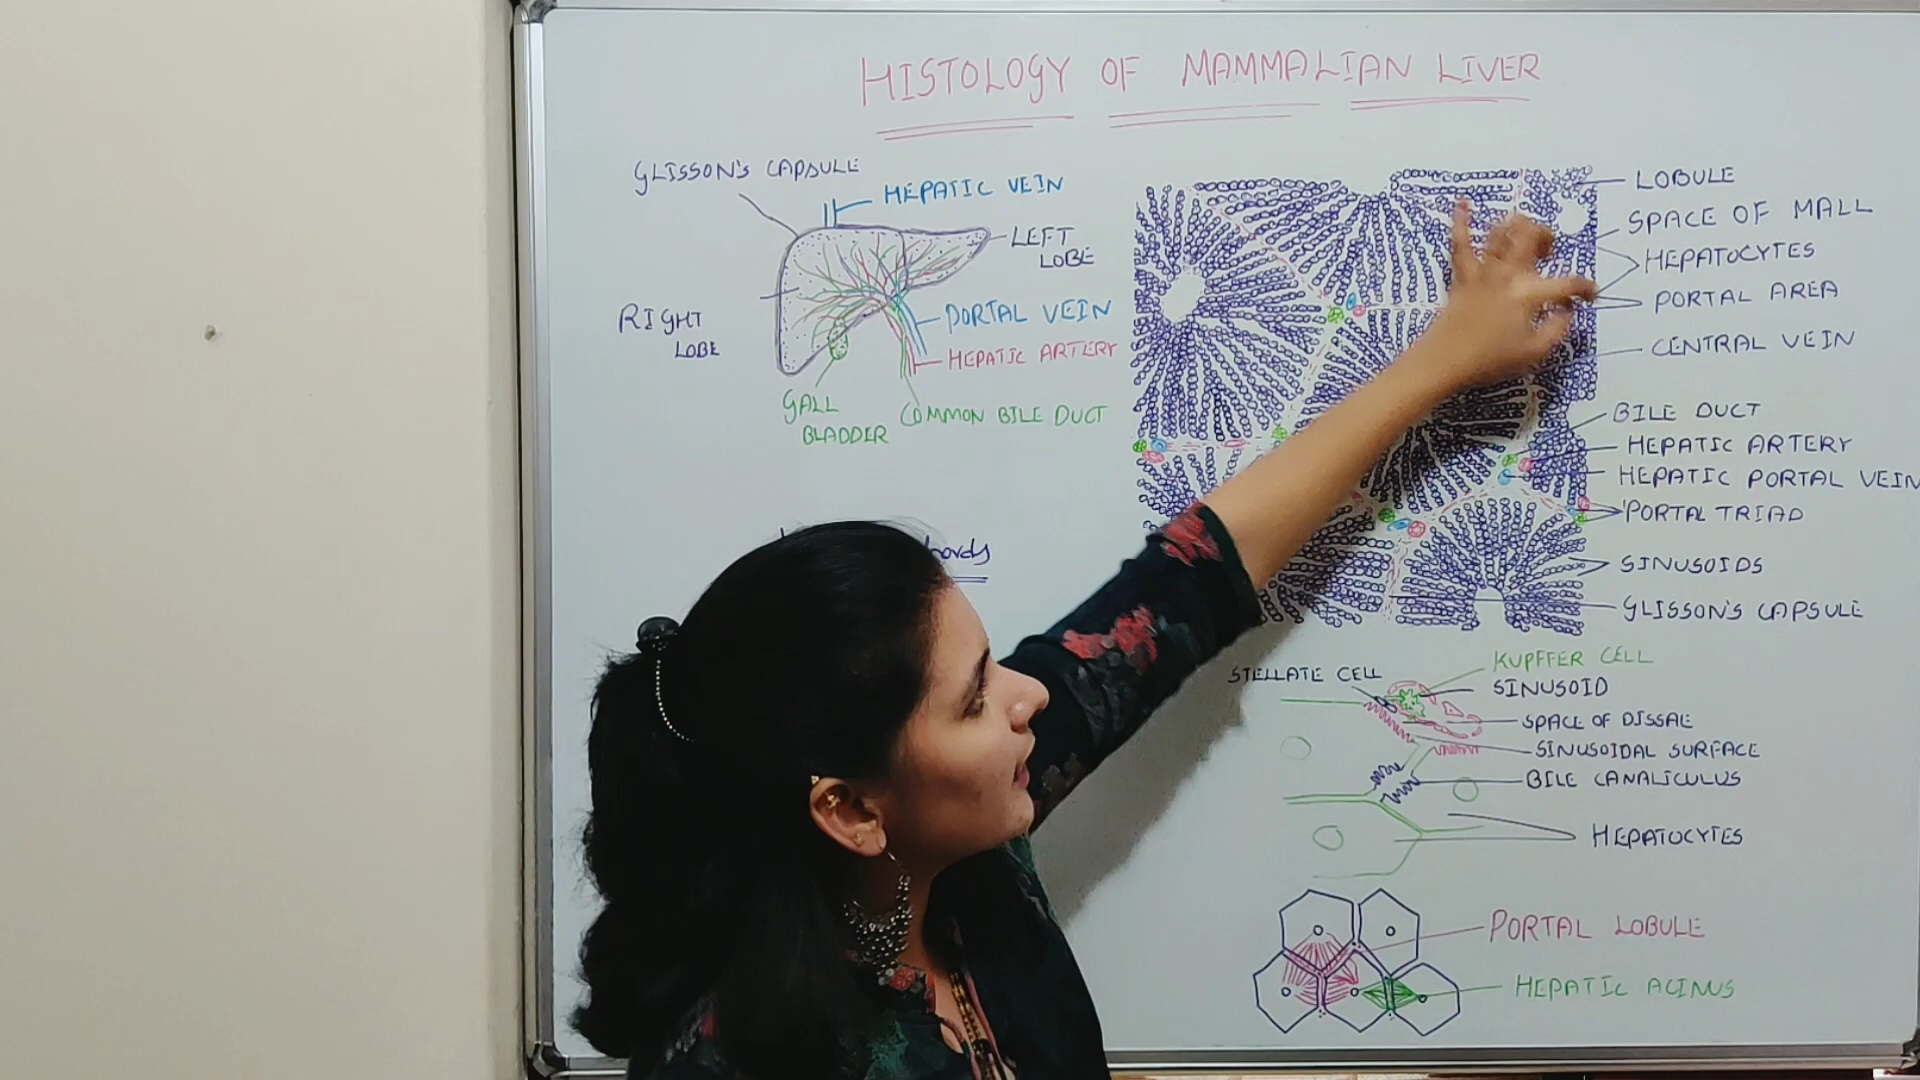 HISTOLOGY OF MAMMALIAN LIVER
GLISSON'S CAPSULE
HEPATIC VEIN
LEFT
LOBE
RIGHT
LOBE
PORTAL VEIN
HEPATIC ARTERY
GALL
BLADDER
COMMON BILE DUCT
LOBULE
SPACE OF MALL
HEPATOCYTES
PORTAL AREA
CENTRAL VEIN
BILE DUCT
HEPATIC ARTERY
HEPATIC PORTAL VEIN
PORTAL TRIAD
SINUSOIDS
GLISSON'S CAPSULE
STELLATE CELL
KUPFFER CELL
SINUSOID
SPACE OF DISSAE
SINUSOIDAL SURFACE
BILE CANALICULUS
HEPATOCYTES
PORTAL LOBULE
HEPATIC ACINUS